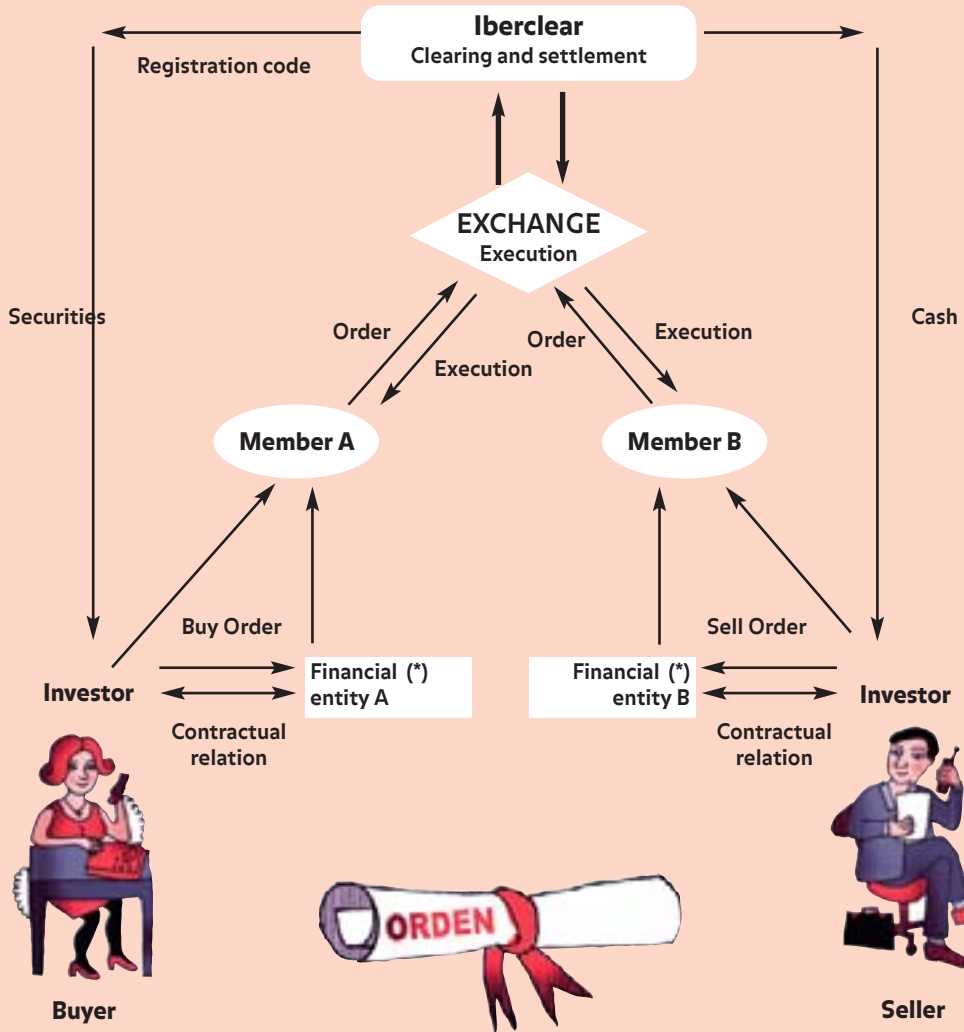 Iberclear
Clearing and settlement
Registration code
EXCHANGE
Execution
Securities
Cash
Order
Execution
Order
Execution
Member A
Member B
Buy Order
Sell Order
Investor
Financial (*)
entity A
Financial (*)
entity B
Investor
Contractual
relation
Contractual
relation
ORDEN
Buyer
Seller